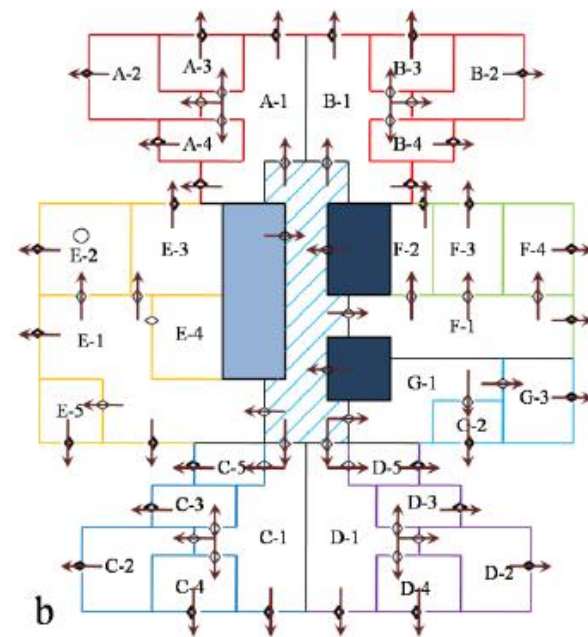 A-3 B-3
A-2 B-2
A-1 B-1
A-4 B-4
E-2 E-3 F-2 F-3 F-4
E-1 E-4 F-1
G-1 G-3
E-5 G-2
C-5 D-5
C-3 D-3
C-1 D-1
C-2 D-2
C-4 D-4
b